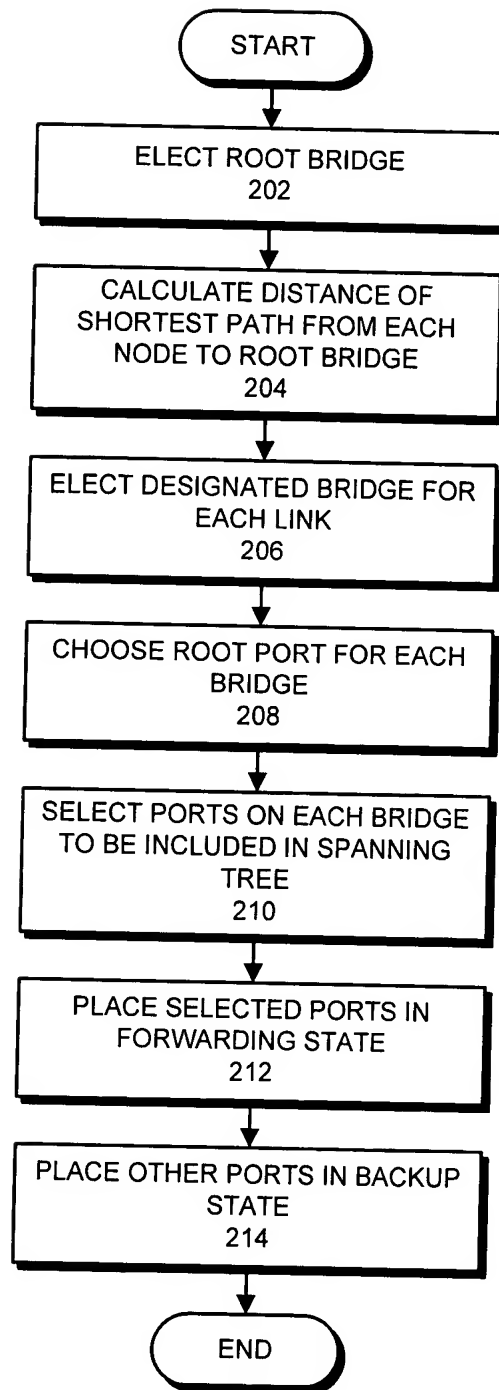 START
ELECT ROOT BRIDGE
202
CALCULATE DISTANCE OF
SHORTEST PATH FROM EACH
NODE TO ROOT BRIDGE
204
ELECT DESIGNATED BRIDGE FOR
EACH LINK
206
CHOOSE ROOT PORT FOR EACH
BRIDGE
208
SELECT PORTS ON EACH BRIDGE
TO BE INCLUDED IN SPANNING
TREE
210
PLACE SELECTED PORTS IN
FORWARDING STATE
212
PLACE OTHER PORTS IN BACKUP
STATE
214
END